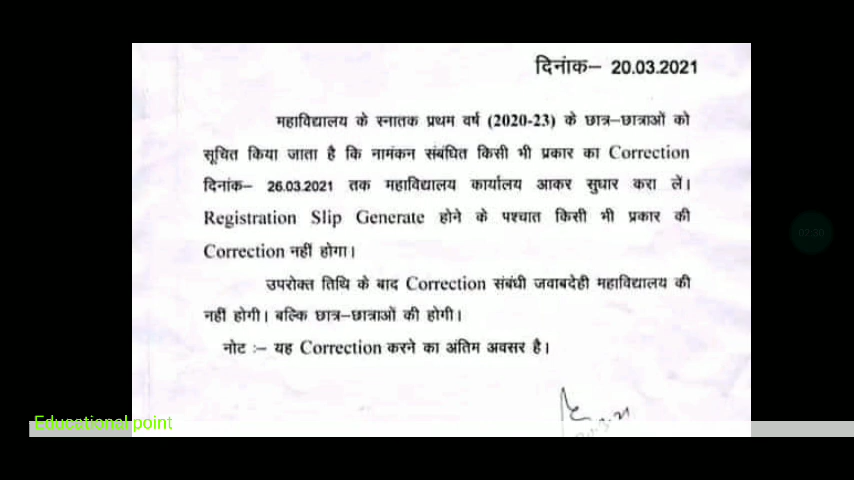 दिनांक– 20.03.2021
महाविद्यालय के स्नातक प्रथम वर्ष (2020-23) के छात्र–छात्राओं को
सूचित किया जाता है कि नामंकन संबंधित किसी भी प्रकार का Correction
02:30
दिनांक– 26.03.2021 तक महाविद्यालय कार्यालय आकर सुधार करा लें।
Registration Slip Generate होने के पश्चात किसी भी प्रकार की
Correction नहीं होगा।
उपरोक्त तिथि के बाद Correction संबंधी जवाबदेही महाविद्यालय की
नहीं होगी। बल्कि छात्र–छात्राओं की होगी।
नोट :– यह Correction करने का अंतिम अवसर है।
Educational point